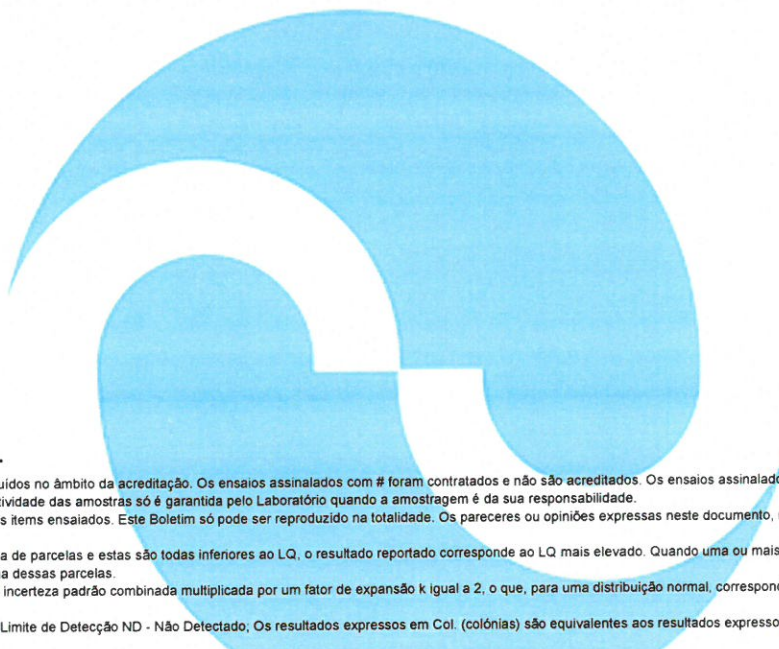 uídos no âmbito da acreditação. Os ensaios assinalados com # foram contratados e não são acreditados. Os ensaios assinalado
tividade das amostras só é garantida pelo Laboratório quando a amostragem é da sua responsabilidade.
s items ensaiados. Este Boletim só pode ser reproduzido na totalidade. Os pareceres ou opiniões expressas neste documento,
a de parcelas e estas são todas inferiores ao LQ, o resultado reportado corresponde ao LQ mais elevado. Quando uma ou mais
a dessas parcelas.
incerteza padrão combinada multiplicada por um fator de expansão k igual a 2, o que, para uma distribuição normal, correspond
Limite de Detecção ND - Não Detectado; Os resultados expressos em Col. (colónias) são equivalentes aos resultados expresso